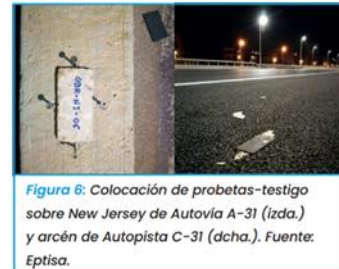 Figura 6: Colocación de probetas-testigo
sobre New Jersey de Autovía A-31 (izda.)
y arcén de Autopista C-31 (dcha.). Fuente:
Eptisa.